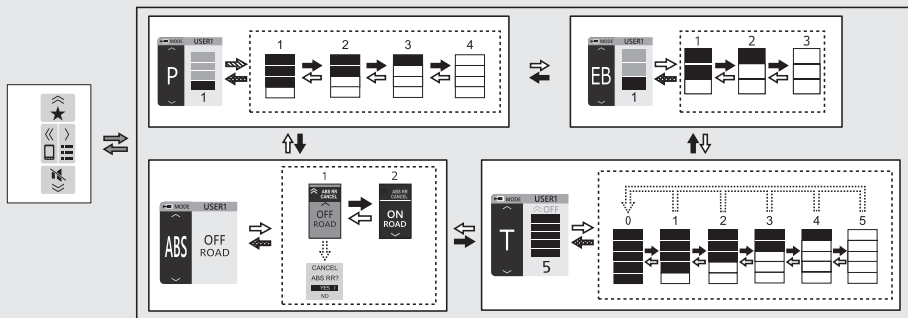 MODE USER1
P
1
1 2 3 4
MODE USER1
EB
1
1 2 3
MODE USER1
ABS
OFF
ROAD
1 2
ABS RR
CANCEL
OFF
ROAD
ABS RR
CANCEL
ON
ROAD
CANCEL
ABS RR?
YES
NO
MODE USER1
OFF
T
5
0 1 2 3 4 5